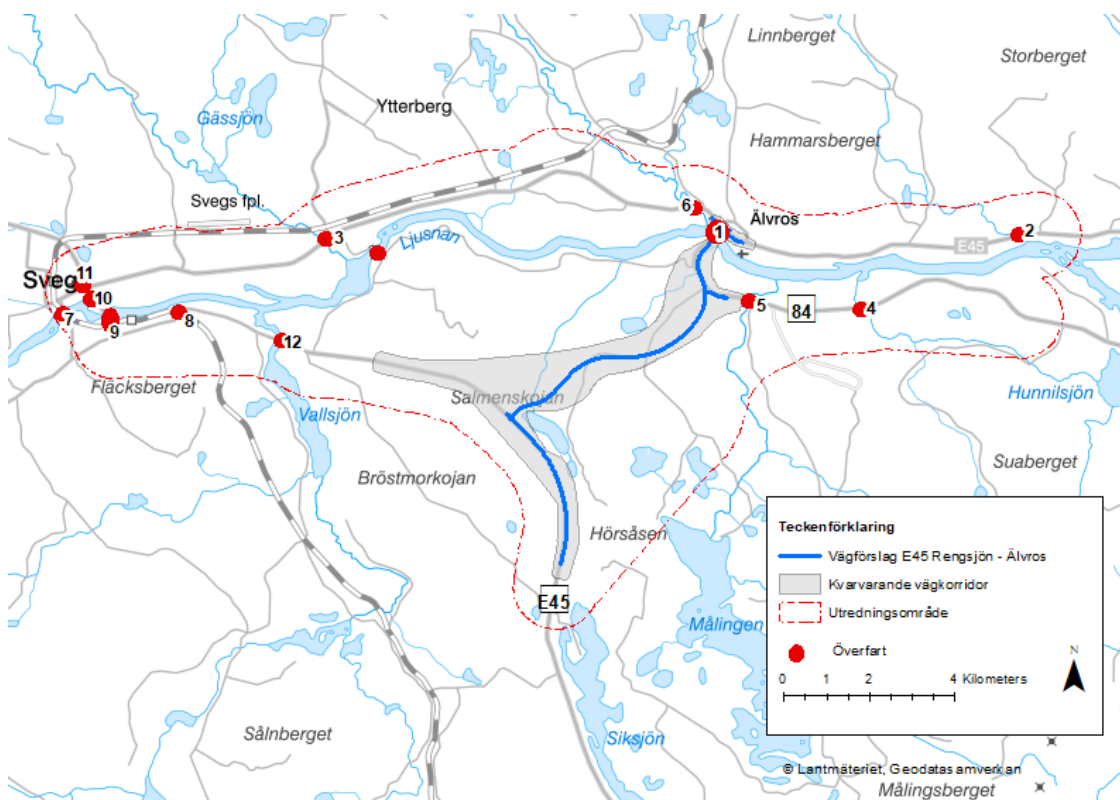 Linnberget
Storberget
Ytterberg
Gässjön
Hammarsberget
Svegs fpl.
6
Älvros
1
2
3
Ljusnan
E45
Sveg
11
10
7
9
8
5
84
4
12
Fläcksberget
Salmenskojan
Vallsjön
Hunnilsjön
Bröstmorkojan
Suaberget
Hörsåsen
E45
Målingen
Sålnberget
Siksjön
Teckenförklaring
Vägförslag E45 Rengsjön - Älvros
Kvarvarande vägkorridor
Utredningsområde
Överfart
N
0 2 4 Kilometers
© Lantmäteriet, Geodatasamverkan
Målingsberget